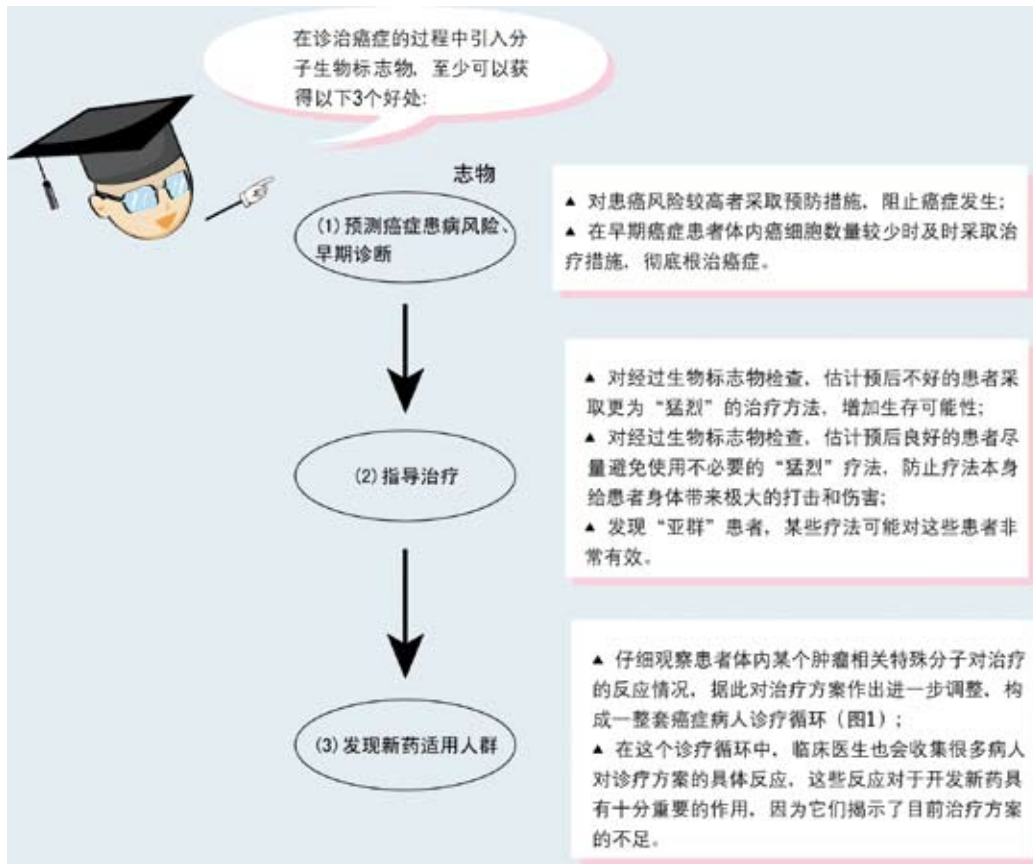 在诊治癌症的过程中引入分
子生物标志物，至少可以获
得以下3个好处：
志物
(1) 预测癌症患病风险、
早期诊断
▲ 对患癌风险较高者采取预防措施，阻止癌症发生；
▲ 在早期癌症患者体内癌细胞数量较少时及时采取治
疗措施，彻底根治癌症。
(2) 指导治疗
▲ 对经过生物标志物检查，估计预后不好的患者采
取更为“猛烈”的治疗方法，增加生存可能性；
▲ 对经过生物标志物检查，估计预后良好的患者尽
量避免使用不必要的“猛烈”疗法，防止疗法本身
给患者身体带来极大的打击和伤害；
▲ 发现“亚群”患者，某些疗法可能对这些患者非
常有效。
(3) 发现新药适用人群
▲ 仔细观察患者体内某个肿瘤相关特殊分子对治疗
的反应情况，据此对治疗方案作出进一步调整，构
成一整套癌症病人诊疗循环（图1）；
▲ 在这个诊疗循环中，临床医生也会收集很多病人
对诊疗方案的具体反应，这些反应对于开发新药具
有十分重要的作用，因为它们揭示了目前治疗方案
的不足。